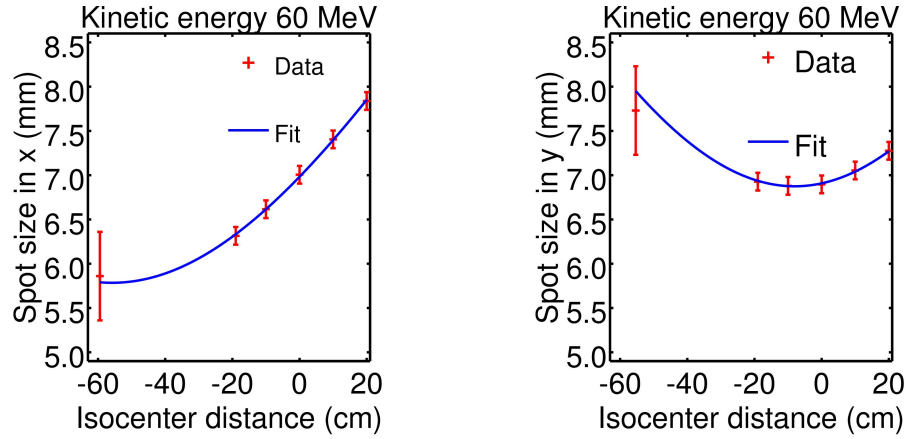 Kinetic energy 60 MeV
Spot size in x (mm)
8.5
8.0
7.5
7.0
6.5
6.0
5.5
5.0
Data
Fit
-60 -40 -20 0 20
Isocenter distance (cm)
Kinetic energy 60 MeV
Spot size in y (mm)
8.5
8.0
7.5
7.0
6.5
6.0
5.5
5.0
Data
Fit
-60 -40 -20 0 20
Isocenter distance (cm)